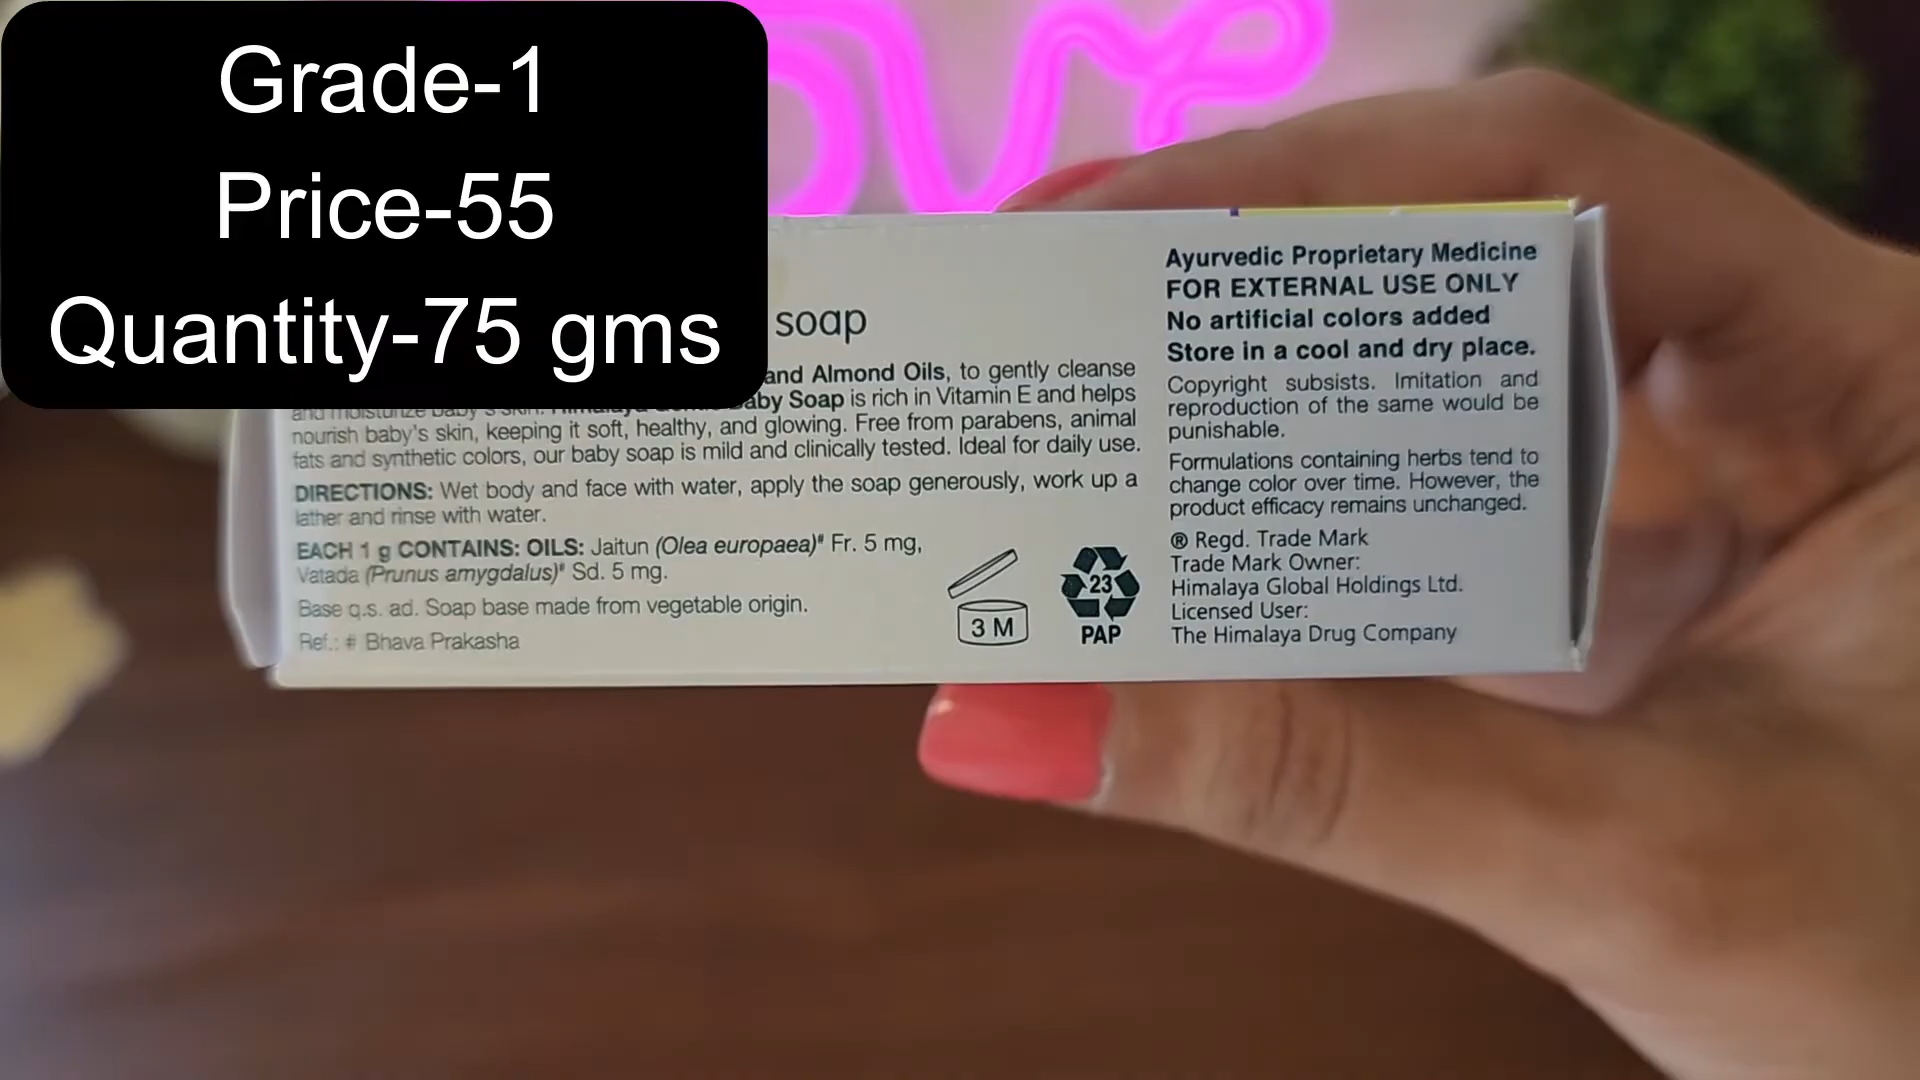 Grade-1
Price-55
Quantity-75 gms
soap
and Almond Oils, to gently cleanse
and moisturize baby's skin. Himalaya Gentle Baby Soap is rich in Vitamin E and helps
nourish baby's skin, keeping it soft, healthy, and glowing. Free from parabens, animal
fats and synthetic colors, our baby soap is mild and clinically tested. Ideal for daily use.
DIRECTIONS: Wet body and face with water, apply the soap generously, work up a
lather and rinse with water.
EACH 1 g CONTAINS: OILS: Jaitun (Olea europaea)# Fr. 5 mg,
Vatada (Prunus amygdalus)# Sd. 5 mg.
Base q.s. ad. Soap base made from vegetable origin.
Ref.: # Bhava Prakasha
3 M
23
PAP
Ayurvedic Proprietary Medicine
FOR EXTERNAL USE ONLY
No artificial colors added
Store in a cool and dry place.
Copyright subsists. Imitation and
reproduction of the same would be
punishable.
Formulations containing herbs tend to
change color over time. However, the
product efficacy remains unchanged.
® Regd. Trade Mark
Trade Mark Owner:
Himalaya Global Holdings Ltd.
Licensed User:
The Himalaya Drug Company